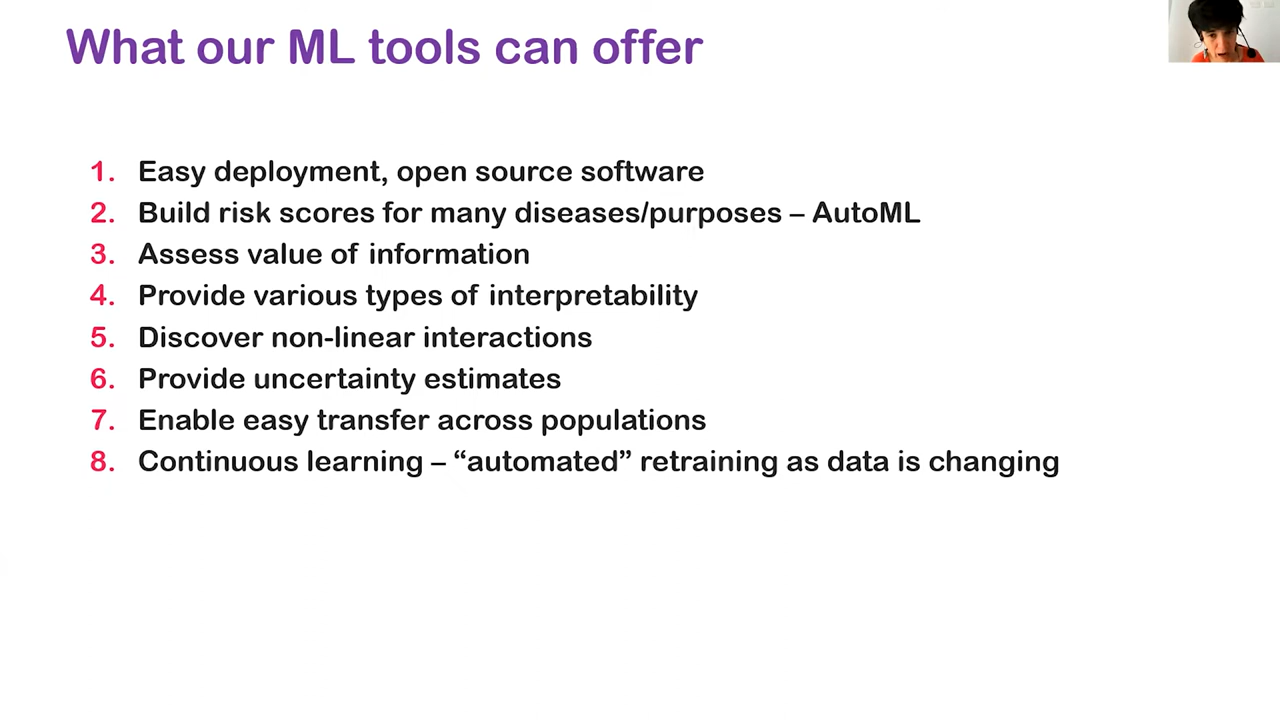 What our ML tools can offer
1. Easy deployment, open source software
2. Build risk scores for many diseases/purposes – AutoML
3. Assess value of information
4. Provide various types of interpretability
5. Discover non-linear interactions
6. Provide uncertainty estimates
7. Enable easy transfer across populations
8. Continuous learning – “automated” retraining as data is changing